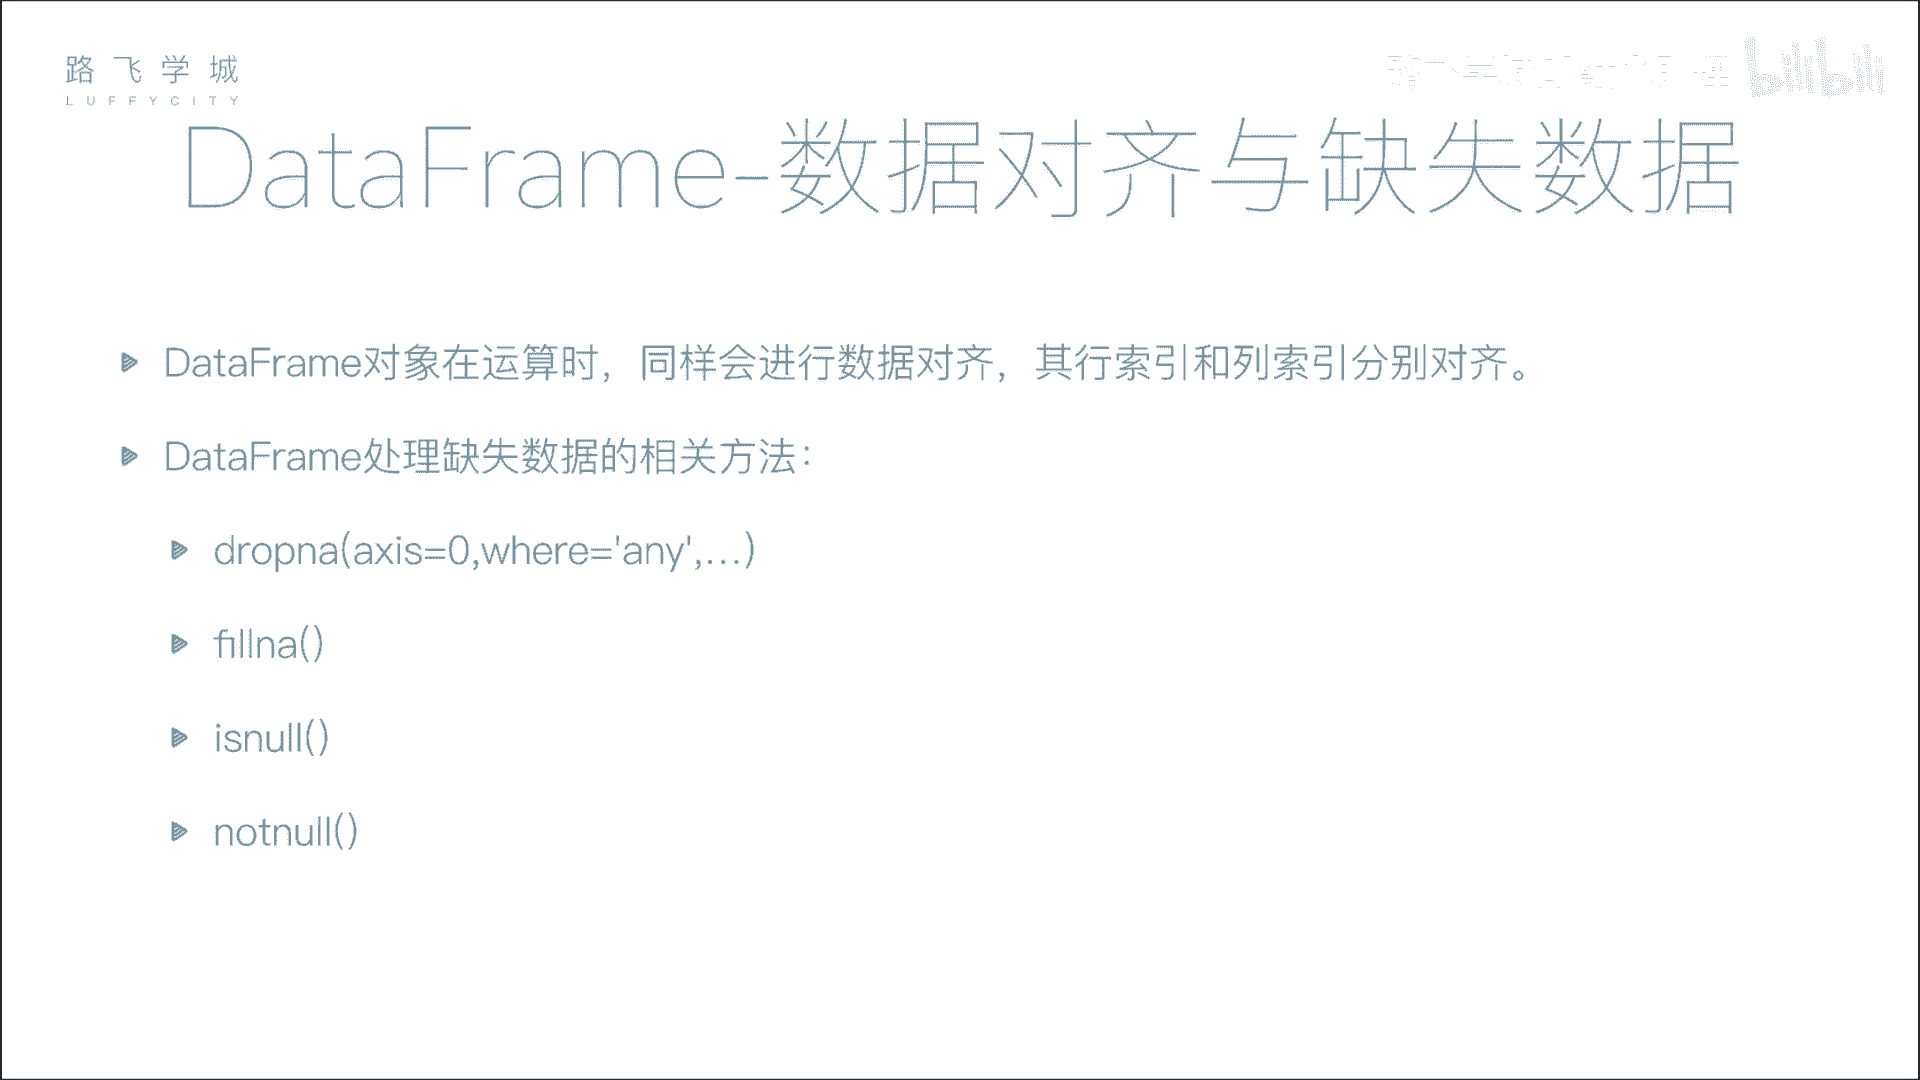 路飞学城
LUFFYCITY
bilibili
DataFrame-数据对齐与缺失数据
DataFrame对象在运算时，同样会进行数据对齐，其行索引和列索引分别对齐。
DataFrame处理缺失数据的相关方法：
dropna(axis=0,where='any',…)
fillna()
isnull()
notnull()